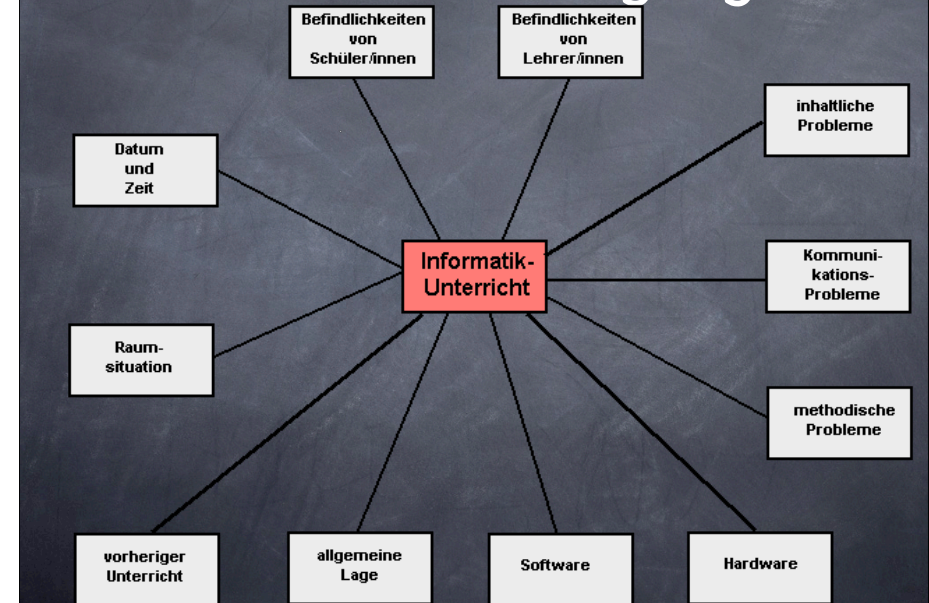 Befindlichkeiten
von
Schüler/innen
Befindlichkeiten
von
Lehrer/innen
inhaltliche
Probleme
Datum
und
Zeit
Informatik-
Unterricht
Kommuni-
kations-
Probleme
Raum-
situation
methodische
Probleme
vorheriger
Unterricht
allgemeine
Lage
Software
Hardware